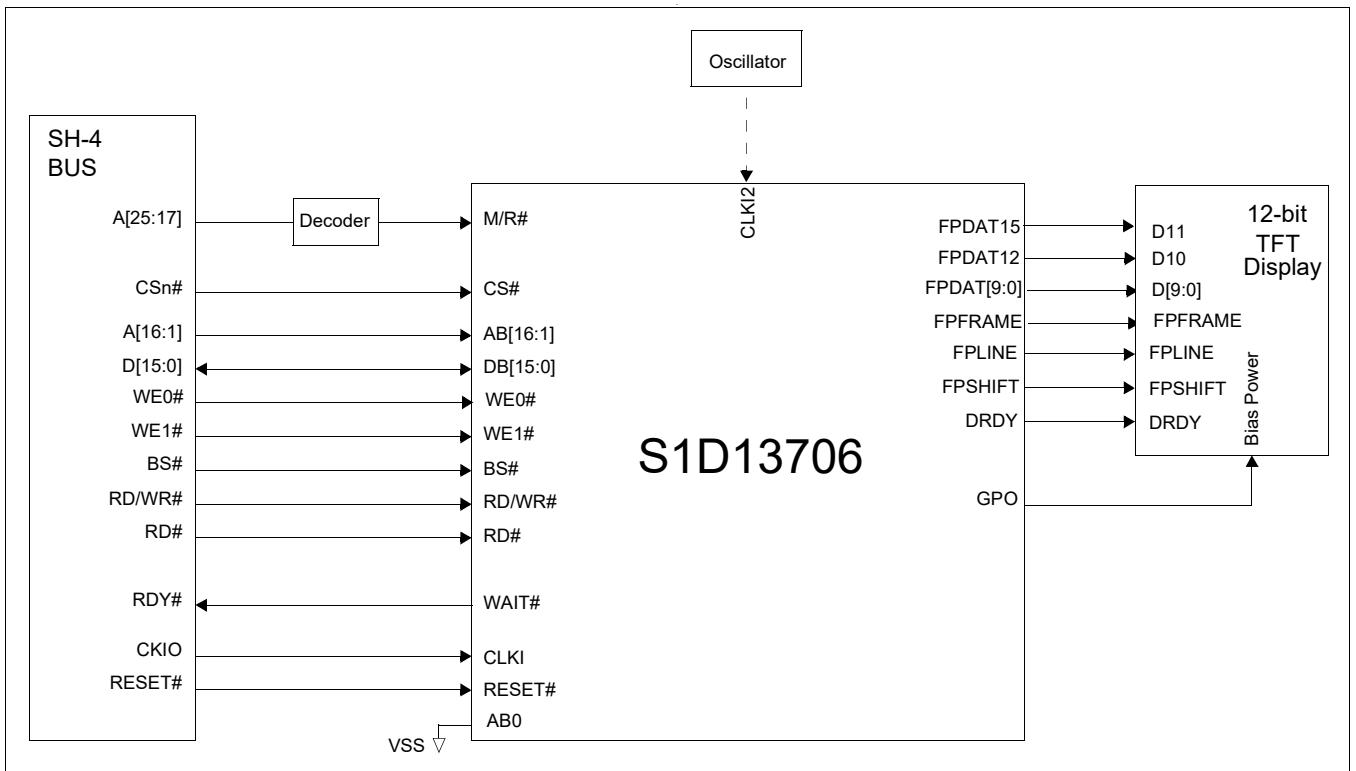 Oscillator
SH-4
BUS
A[25:17]
Decoder
M/R#
CSn#
CS#
A[16:1]
AB[16:1]
D[15:0]
DB[15:0]
WE0#
WE0#
WE1#
WE1#
BS#
BS#
RD/WR#
RD/WR#
RD#
RD#
RDY#
WAIT#
CKIO
CLKI
RESET#
RESET#
AB0
VSS
CLKI2
S1D13706
FPDAT15
FPDAT12
FPDAT[9:0]
FPFRAME
FPLINE
FPSHIFT
DRDY
GPO
12-bit
TFT
Display
D11
D10
D[9:0]
FPFRAME
FPLINE
FPSHIFT
DRDY
Bias Power